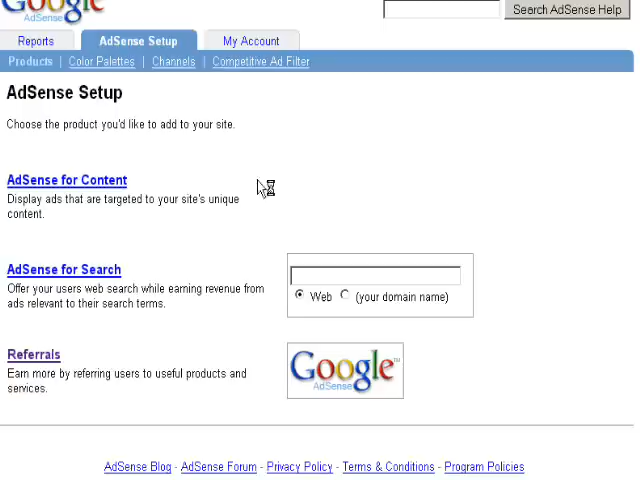 Google
AdSense
Search AdSense Help
Reports AdSense Setup My Account
Products | Color Palettes | Channels | Competitive Ad Filter
AdSense Setup
Choose the product you'd like to add to your site.
AdSense for Content
Display ads that are targeted to your site's unique
content.
AdSense for Search
Offer your users web search while earning revenue from
ads relevant to their search terms.
Web (your domain name)
Referrals
Earn more by referring users to useful products and
services.
Google™
AdSense
AdSense Blog - AdSense Forum - Privacy Policy - Terms & Conditions - Program Policies